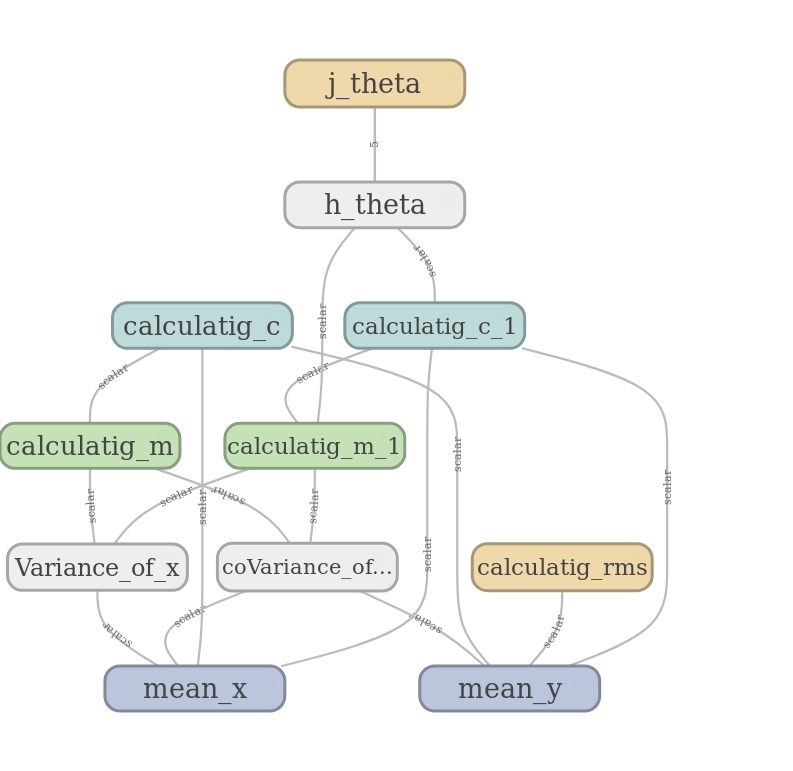 j_theta
5
h_theta
scalar
scalar
calculatig_c
calculatig_c_1
scalar
scalar
calculatig_m
calculatig_m_1
scalar
scalar
scalar
scalar
scalar
scalar
scalar
scalar
Variance_of_x
coVariance_of...
calculatig_rms
scalar
scalar
scalar
scalar
scalar
mean_x
mean_y